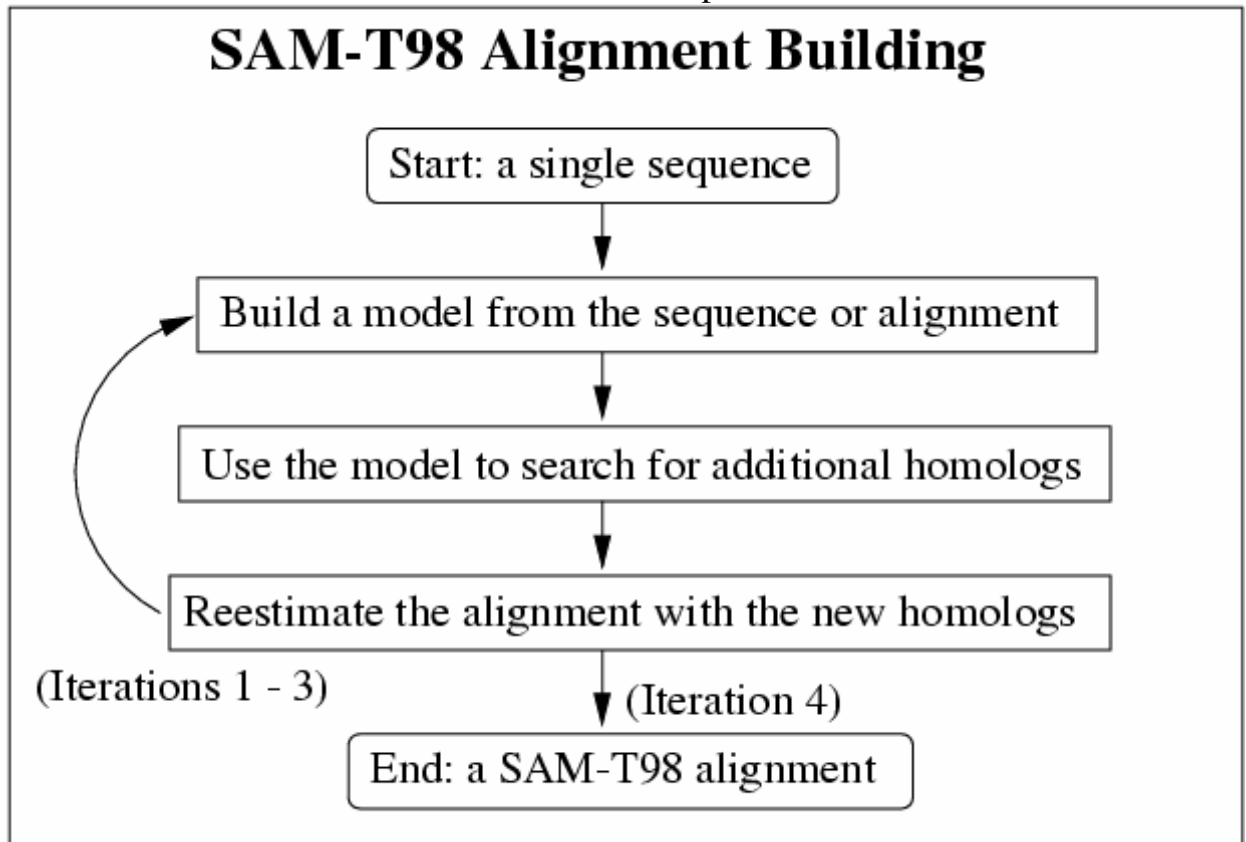 SAM-T98 Alignment Building
Start: a single sequence
Build a model from the sequence or alignment
Use the model to search for additional homologs
Reestimate the alignment with the new homologs
(Iterations 1 - 3)
(Iteration 4)
End: a SAM-T98 alignment